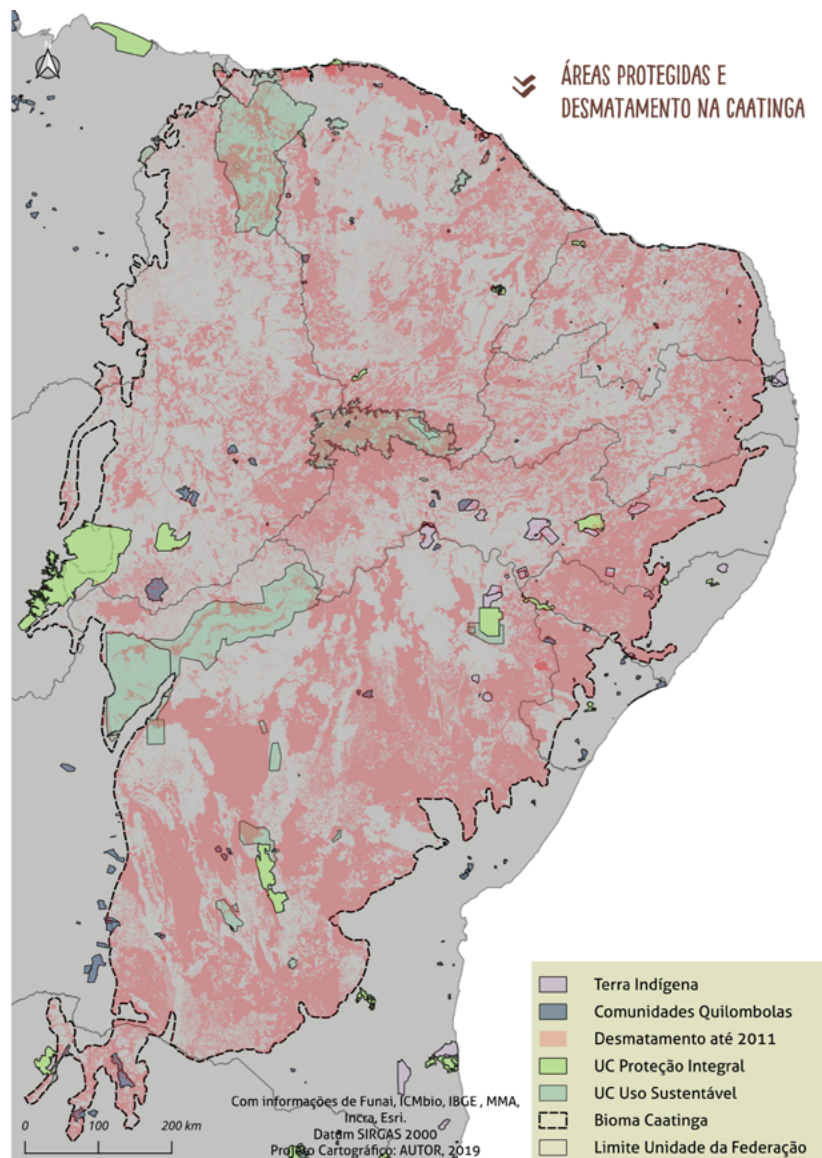 N
ÁREAS PROTEGIDAS E
DESMATAMENTO NA CAATINGA
Terra Indígena
Comunidades Quilombolas
Desmatamento até 2011
UC Proteção Integral
UC Uso Sustentável
Bioma Caatinga
Limite Unidade da Federação
Com informações de Funai, ICMbio, IBGE , MMA,
Incra, Esri.
Datum SIRGAS 2000
Projeto Cartográfico: AUTOR, 2019
0 100 200 km